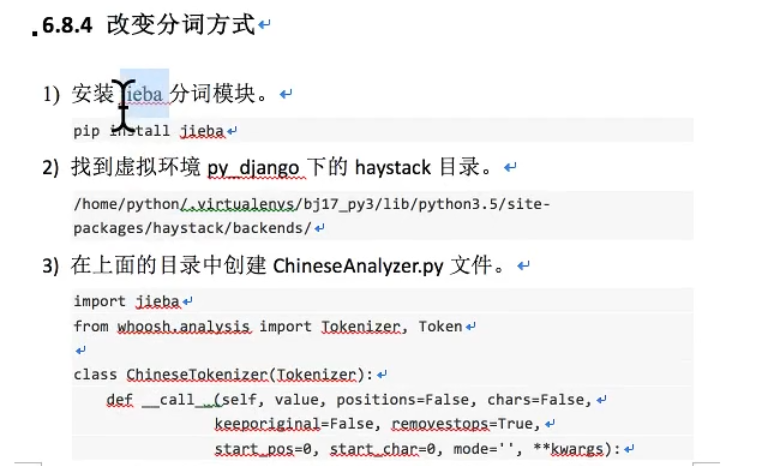 6.8.4 改变分词方式
1) 安装 jieba 分词模块。
pip install jieba
2) 找到虚拟环境 py_django 下的 haystack 目录。
/home/python/.virtualenvs/bj17_py3/lib/python3.5/site-
packages/haystack/backends/
3) 在上面的目录中创建 ChineseAnalyzer.py 文件。
import jieba
from whoosh.analysis import Tokenizer, Token
class ChineseTokenizer(Tokenizer):
def __call__(self, value, positions=False, chars=False,
keeporiginal=False, removestops=True,
start_pos=0, start_char=0, mode='', **kwargs):